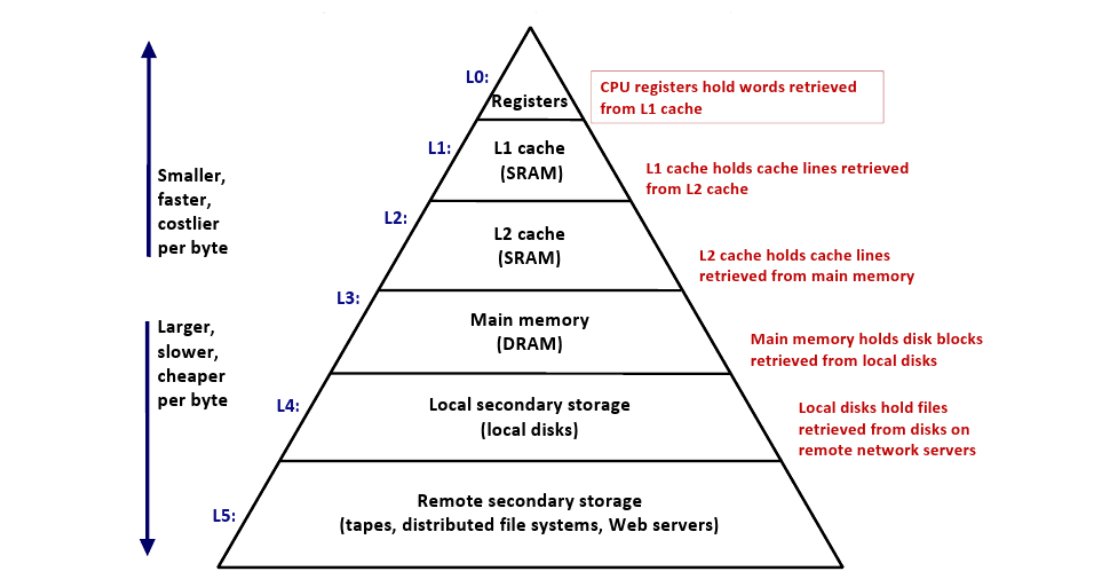 L0:
Registers
CPU registers hold words retrieved
from L1 cache
L1:
L1 cache
(SRAM)
L1 cache holds cache lines retrieved
from L2 cache
Smaller,
faster,
costlier
per byte
L2:
L2 cache
(SRAM)
L2 cache holds cache lines
retrieved from main memory
L3:
Main memory
(DRAM)
Main memory holds disk blocks
retrieved from local disks
Larger,
slower,
cheaper
per byte
L4:
Local secondary storage
(local disks)
Local disks hold files
retrieved from disks on
remote network servers
L5:
Remote secondary storage
(tapes, distributed file systems, Web servers)